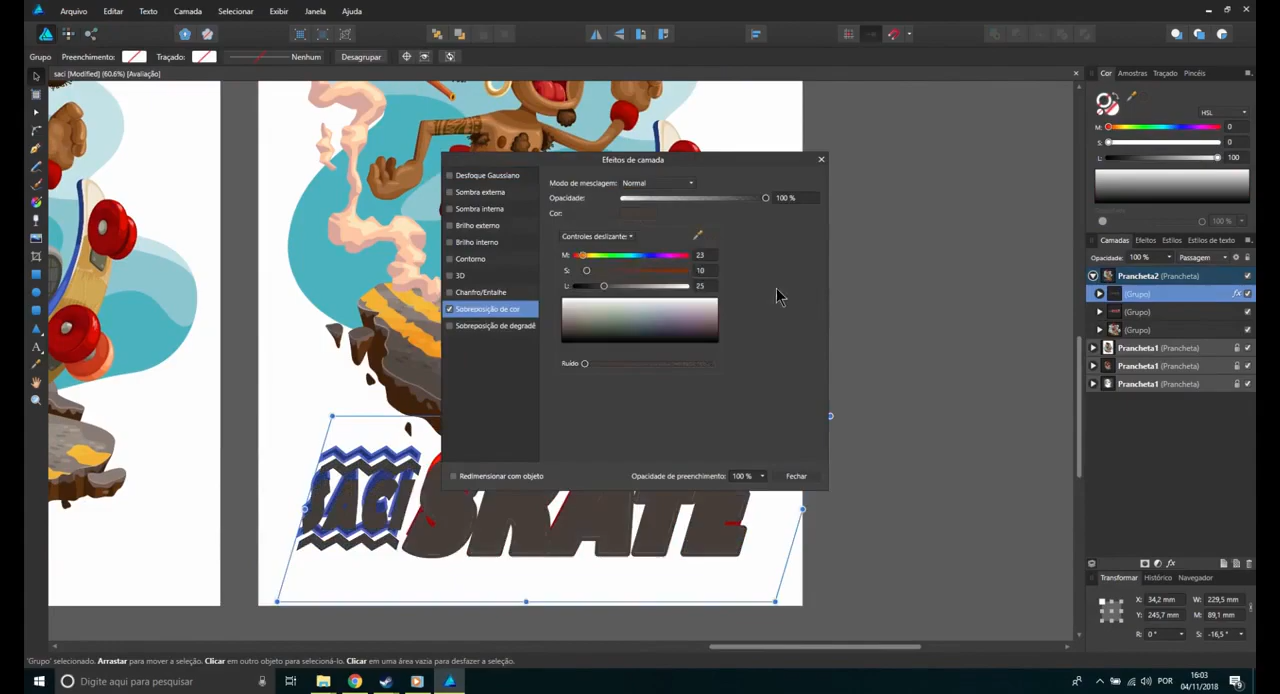 Arquivo Editar Texto Camada Selecionar Exibir Janela Ajuda
Grupo Preenchimento: Traçado: Nenhum Desagrupar
saci [Modified] (60.6%) [Avaliação]
Cor Amostras Traçado Pincéis
HSL
M: 0
S: 0
L: 100
100 %
Camadas Efeitos Estilos Estilos de texto
Opacidade: 100 % Passagem
Prancheta2 (Prancheta)
(Grupo) fx
(Grupo)
(Grupo)
Prancheta1 (Prancheta)
Prancheta1 (Prancheta)
Prancheta1 (Prancheta)
Efeitos de camada
Desfoque Gaussiano
Sombra externa
Sombra interna
Brilho externo
Brilho interno
Contorno
3D
Chanfro/Entalhe
Sobreposição de cor
Sobreposição de degradê
Modo de mesclagem: Normal
Opacidade: 100 %
Cor:
Controles deslizantes
M: 23
S: 10
L: 25
Ruído
Redimensionar com objeto Opacidade de preenchimento: 100 % Fechar
SACI SKATE
Transformar Histórico Navegador
X: 34,2 mm W: 229,5 mm
Y: 245,7 mm M: 89,1 mm
R: 0 ° S: -16,5 °
'Grupo' selecionado. Arrastar para mover a seleção. Clicar em outro objeto para selecioná-lo. Clicar em uma área vazia para desfazer a seleção.
Digite aqui para pesquisar
POR
16:03
04/11/2018